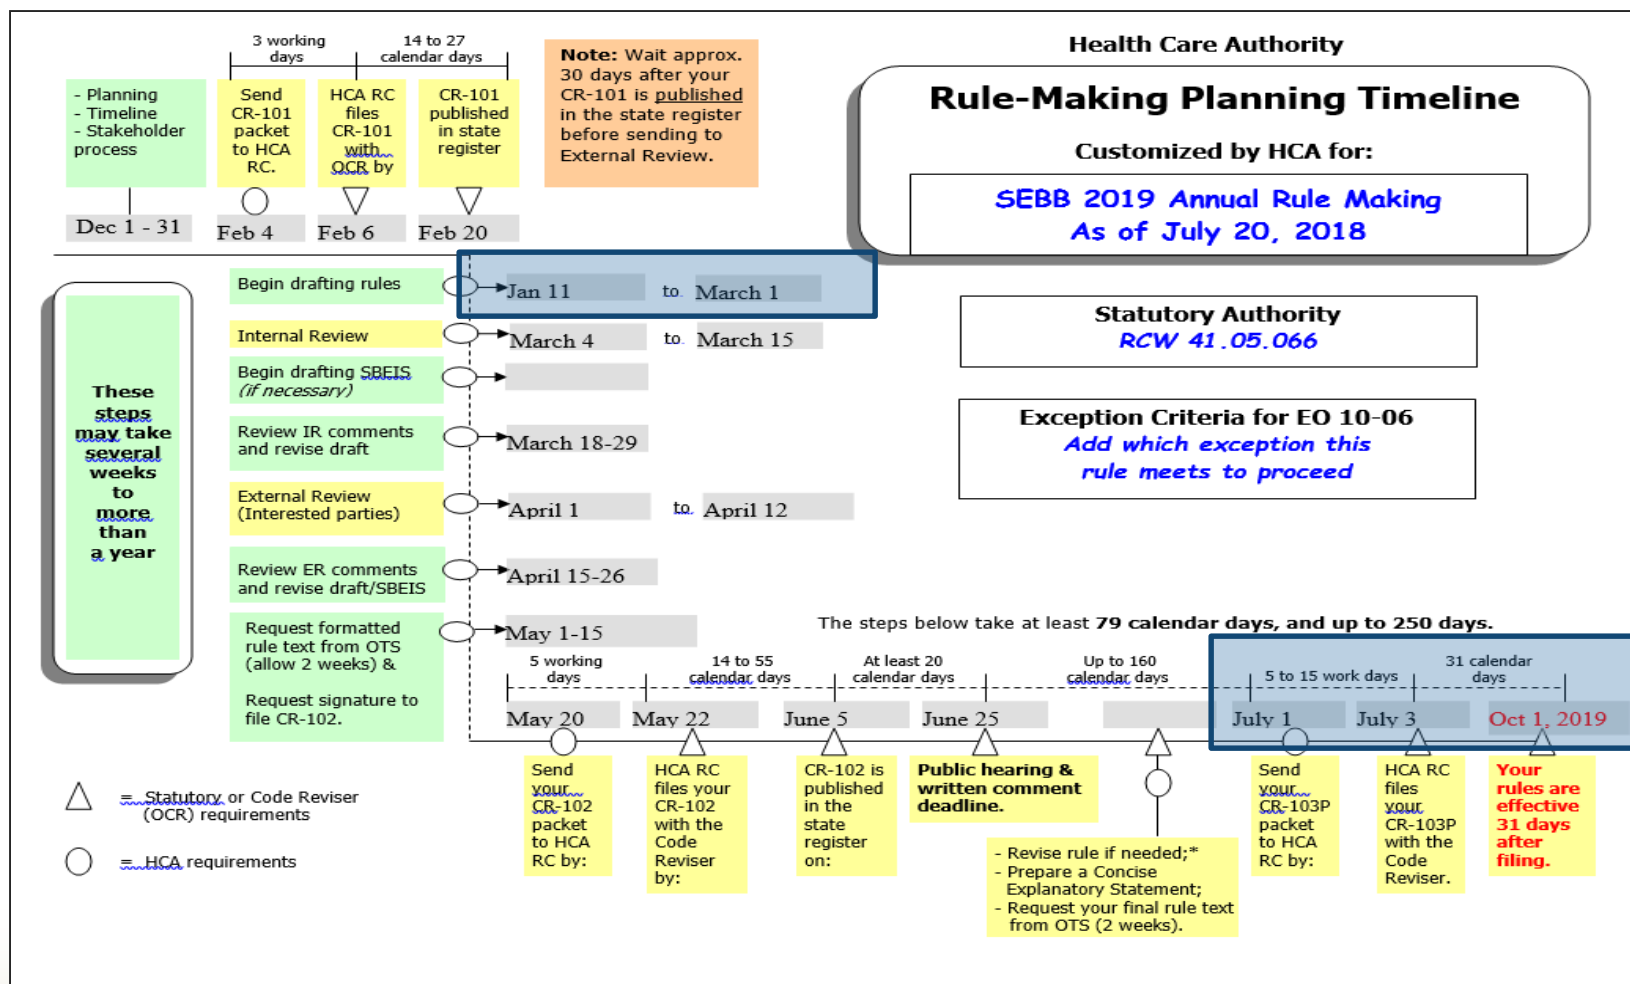 Health Care Authority
Rule-Making Planning Timeline
Customized by HCA for:
SEBB 2019 Annual Rule Making
As of July 20, 2018
Statutory Authority
RCW 41.05.066
Exception Criteria for EO 10-06
Add which exception this
rule meets to proceed
3 working
days
14 to 27
calendar days
- Planning
- Timeline
- Stakeholder
process
Send
CR-101
packet
to HCA
RC.
HCA RC
files
CR-101
with
OCR by
CR-101
published
in state
register
Note: Wait approx.
30 days after your
CR-101 is published
in the state register
before sending to
External Review.
Dec 1 - 31
Feb 4
Feb 6
Feb 20
These
steps
may take
several
weeks
to
more
than
a year
Begin drafting rules
Jan 11 to March 1
Internal Review
March 4 to March 15
Begin drafting SBEIS
(if necessary)
Review IR comments
and revise draft
March 18-29
External Review
(Interested parties)
April 1 to April 12
Review ER comments
and revise draft/SBEIS
April 15-26
Request formatted
rule text from OTS
(allow 2 weeks) &
Request signature to
file CR-102.
May 1-15
The steps below take at least 79 calendar days, and up to 250 days.
5 working
days
14 to 55
calendar days
At least 20
calendar days
Up to 160
calendar days
5 to 15 work days
31 calendar
days
May 20
May 22
June 5
June 25
July 1
July 3
Oct 1, 2019
Send
your
CR-102
packet
to HCA
RC by:
HCA RC
files your
CR-102
with the
Code
Reviser
by:
CR-102 is
published
in the
state
register
on:
Public hearing &
written comment
deadline.
- Revise rule if needed;*
- Prepare a Concise
Explanatory Statement;
- Request your final rule text
from OTS (2 weeks).
Send
your
CR-103P
packet
to HCA
RC by:
HCA RC
files
your
CR-103P
with the
Code
Reviser.
Your
rules are
effective
31 days
after
filing.
= Statutory or Code Reviser
(OCR) requirements
= HCA requirements